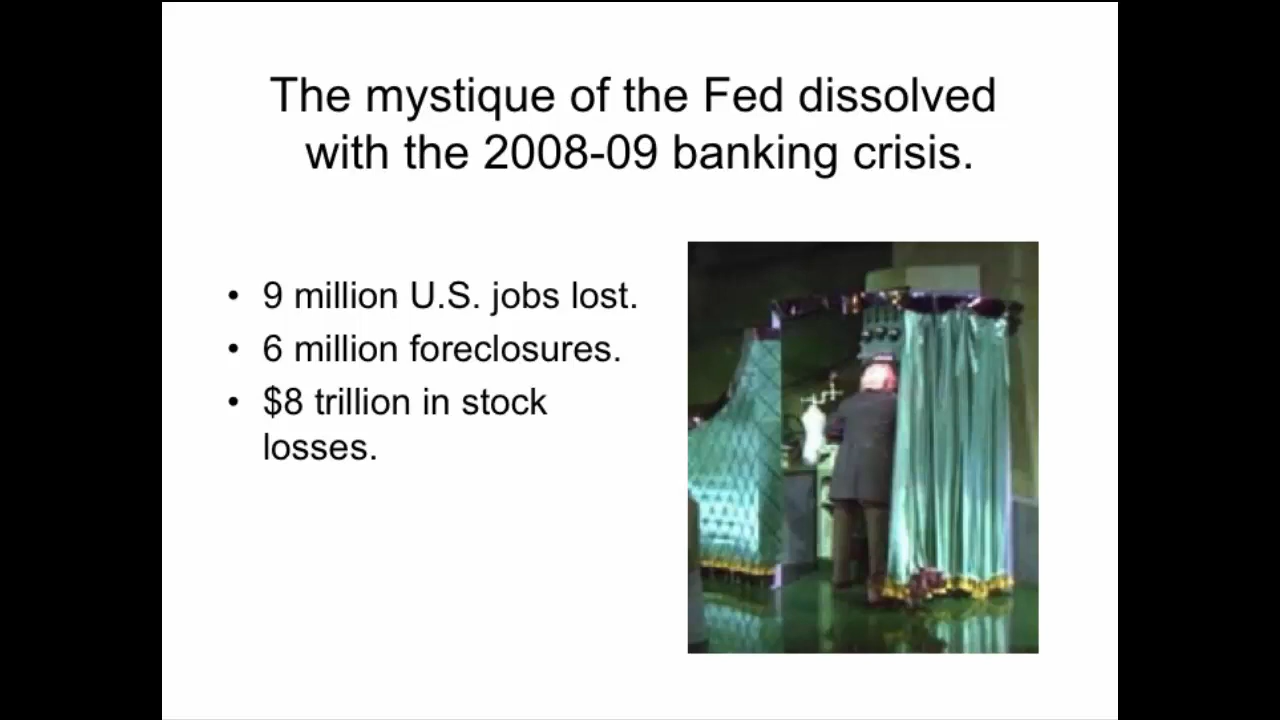 The mystique of the Fed dissolved
with the 2008-09 banking crisis.
• 9 million U.S. jobs lost.
• 6 million foreclosures.
• $8 trillion in stock
losses.